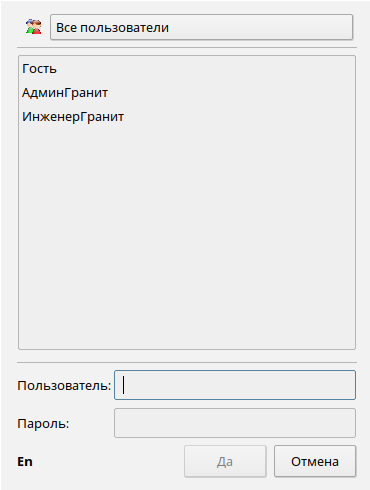 Все пользователи
Гость
АдминГранит
ИнженерГранит
Пользователь:
Пароль:
En Да Отмена